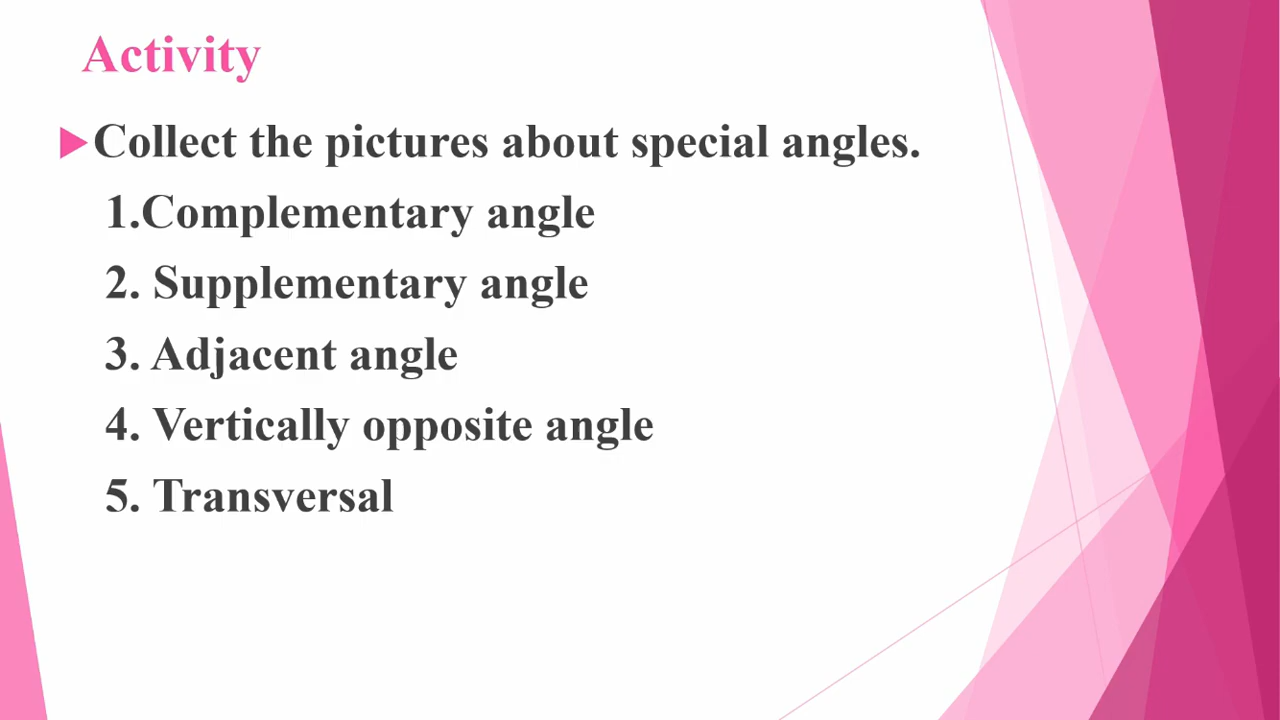 Activity
Collect the pictures about special angles.
1.Complementary angle
2. Supplementary angle
3. Adjacent angle
4. Vertically opposite angle
5. Transversal